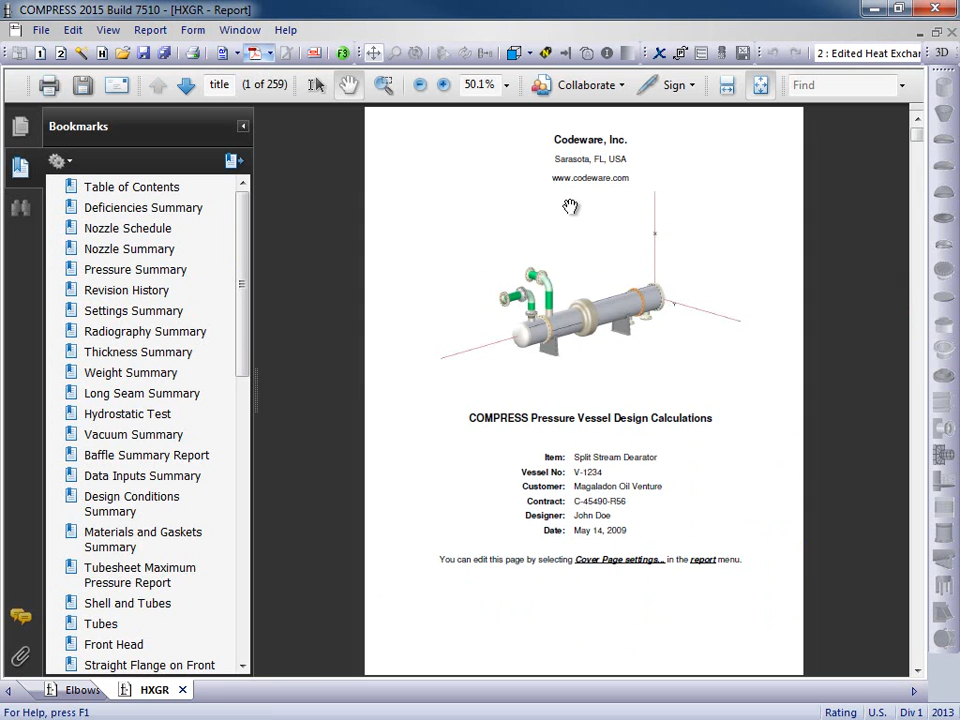 COMPRESS 2015 Build 7510 - [HXGR - Report]
File Edit View Report Form Window Help
1 2 F3 2 : Edited Heat Exchar 3D
title (1 of 259) 50.1% Collaborate Sign Find
Bookmarks
Table of Contents
Deficiencies Summary
Nozzle Schedule
Nozzle Summary
Pressure Summary
Revision History
Settings Summary
Radiography Summary
Thickness Summary
Weight Summary
Long Seam Summary
Hydrostatic Test
Vacuum Summary
Baffle Summary Report
Data Inputs Summary
Design Conditions
Summary
Materials and Gaskets
Summary
Tubesheet Maximum
Pressure Report
Shell and Tubes
Tubes
Front Head
Straight Flange on Front
Codeware, Inc.
Sarasota, FL, USA
www.codeware.com
COMPRESS Pressure Vessel Design Calculations
Item: Split Stream Dearator
Vessel No: V-1234
Customer: Magaladon Oil Venture
Contract: C-45490-R56
Designer: John Doe
Date: May 14, 2009
You can edit this page by selecting Cover Page settings... in the report menu.
Elbows HXGR
For Help, press F1 Rating U.S. Div 1 2013